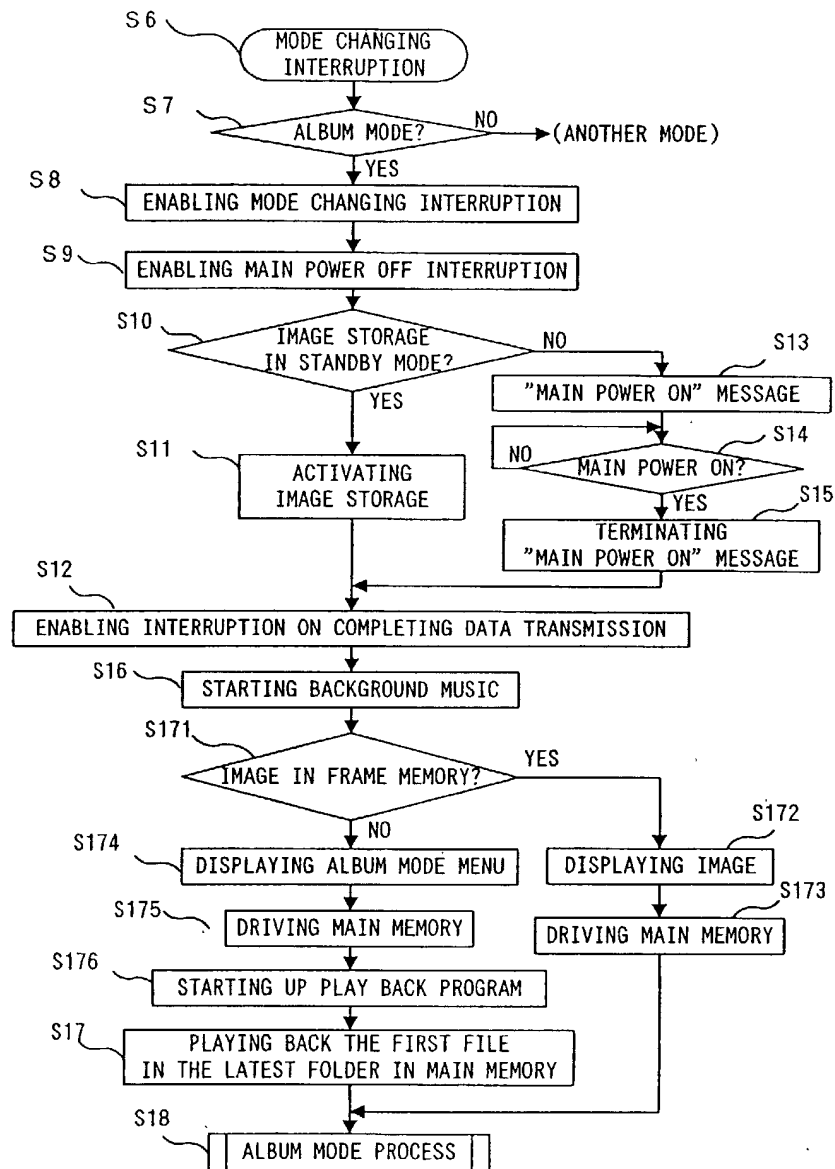 S6
MODE CHANGING
INTERRUPTION
S7
ALBUM MODE?
NO
(ANOTHER MODE)
YES
S8
ENABLING MODE CHANGING INTERRUPTION
S9
ENABLING MAIN POWER OFF INTERRUPTION
S10
IMAGE STORAGE
IN STANDBY MODE?
NO
YES
S13
"MAIN POWER ON" MESSAGE
S14
NO
MAIN POWER ON?
YES
S11
ACTIVATING
IMAGE STORAGE
S15
TERMINATING
"MAIN POWER ON" MESSAGE
S12
ENABLING INTERRUPTION ON COMPLETING DATA TRANSMISSION
S16
STARTING BACKGROUND MUSIC
S171
IMAGE IN FRAME MEMORY?
YES
NO
S174
DISPLAYING ALBUM MODE MENU
S172
DISPLAYING IMAGE
S175
DRIVING MAIN MEMORY
S173
DRIVING MAIN MEMORY
S176
STARTING UP PLAY BACK PROGRAM
S17
PLAYING BACK THE FIRST FILE
IN THE LATEST FOLDER IN MAIN MEMORY
S18
ALBUM MODE PROCESS